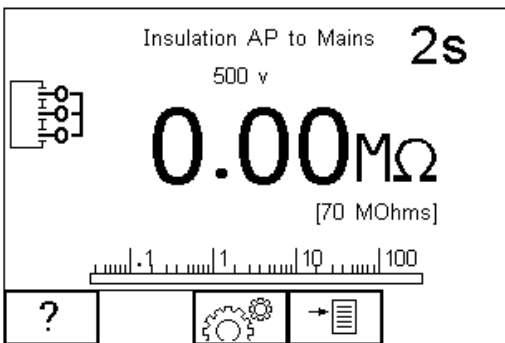 Insulation AP to Mains
2s
500 v
0.00MΩ
[70 MOhms]
.1 1 10 100
?